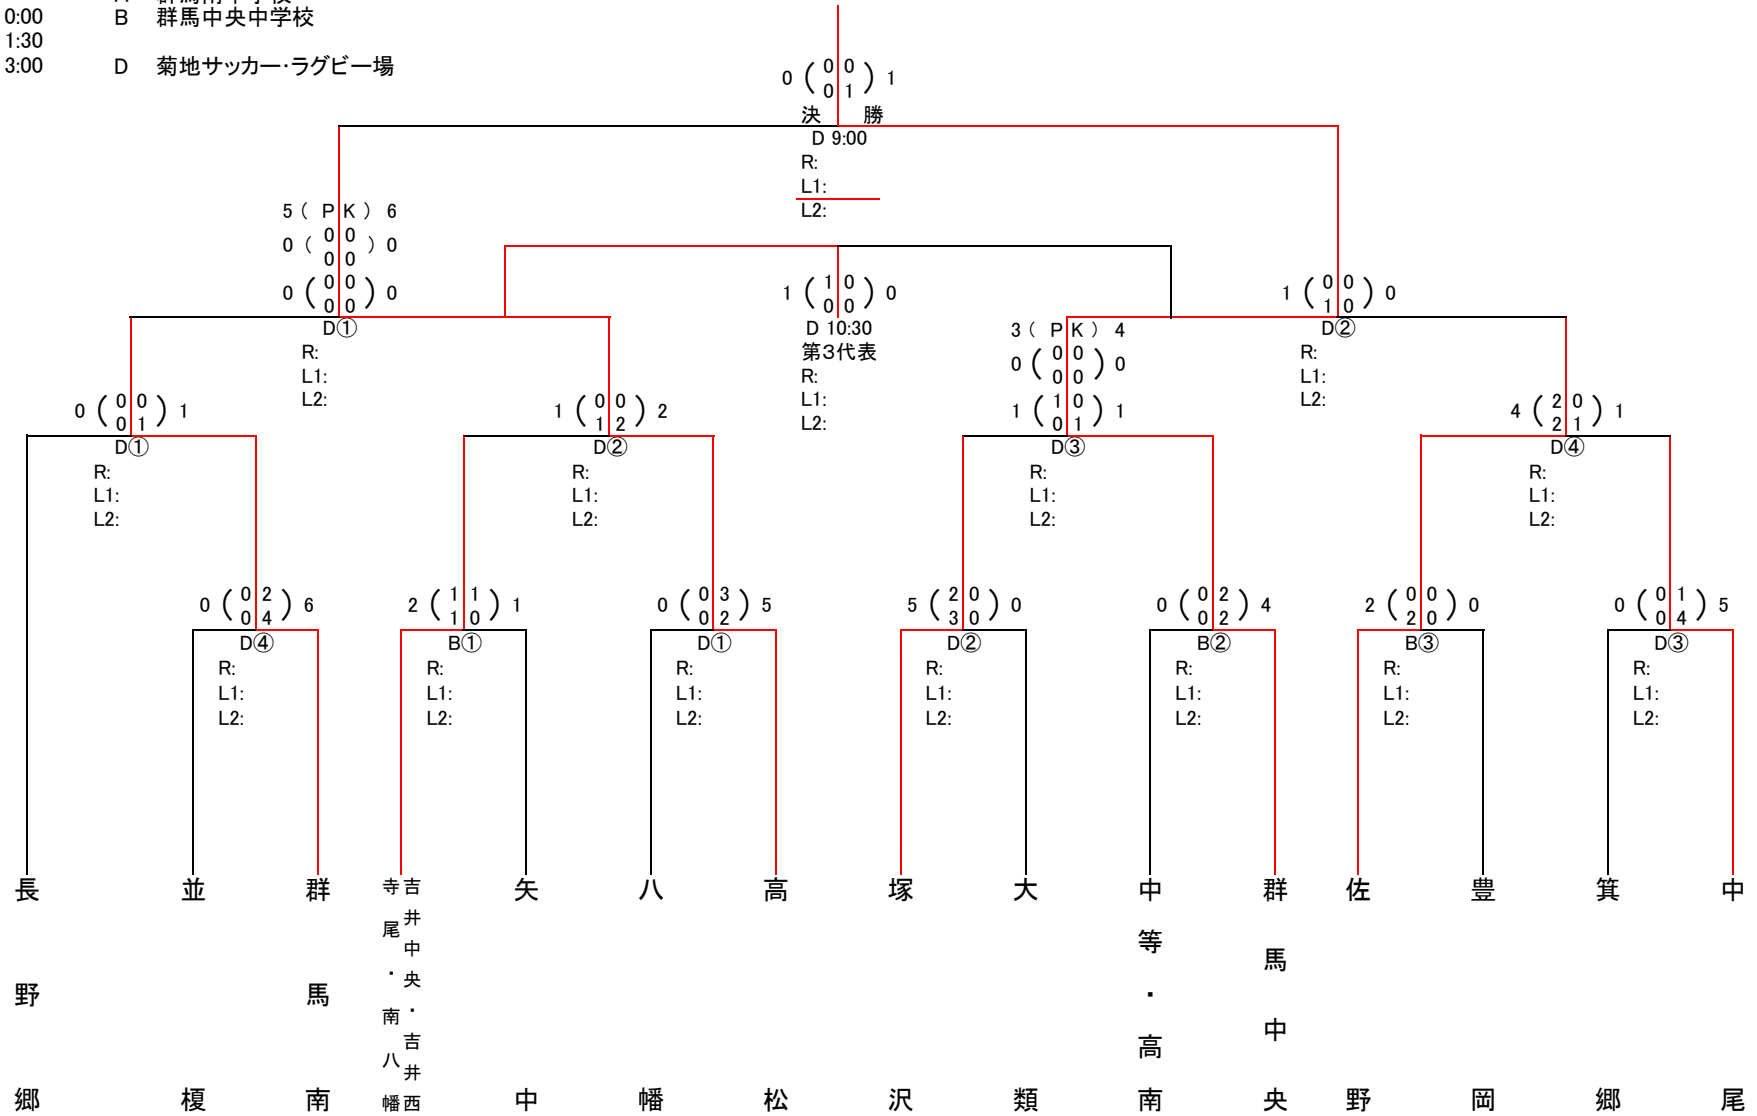 0:00 B 群馬中央中学校
1:30
3:00 D 菊地サッカー・ラグビー場
0 ( 0 0 ) 1
0 1
決 勝
D 9:00
R:
L1:
L2:
5 ( P K ) 6
0 ( 0 0 ) 0
0 0
0 ( 0 0 ) 0
0 0
D①
R:
L1:
L2:
1 ( 1 0 ) 0
0 0
D 10:30
第3代表
R:
L1:
L2:
1 ( 0 0 ) 0
1 0
D②
R:
L1:
L2:
0 ( 0 0 ) 1
0 1
D①
R:
L1:
L2:
1 ( 0 0 ) 2
1 2
D②
R:
L1:
L2:
3 ( P K ) 4
0 ( 0 0 ) 0
0 0
1 ( 1 0 ) 1
0 1
D③
R:
L1:
L2:
4 ( 2 0 ) 1
2 1
D④
R:
L1:
L2:
0 ( 0 2 ) 6
0 4
D④
R:
L1:
L2:
2 ( 1 1 ) 1
1 0
B①
R:
L1:
L2:
0 ( 0 3 ) 5
0 2
D①
R:
L1:
L2:
5 ( 2 0 ) 0
3 0
D②
R:
L1:
L2:
0 ( 0 2 ) 4
0 2
B②
R:
L1:
L2:
2 ( 0 0 ) 0
2 0
B③
R:
L1:
L2:
0 ( 0 1 ) 5
0 4
D③
R:
L1:
L2:
長野郷
並榎
群馬南
吉井中央・吉井西
寺尾・南八幡
矢中
八幡
高松
塚沢
大類
中等・高南
群馬中央
佐野
豊岡
箕郷
中尾